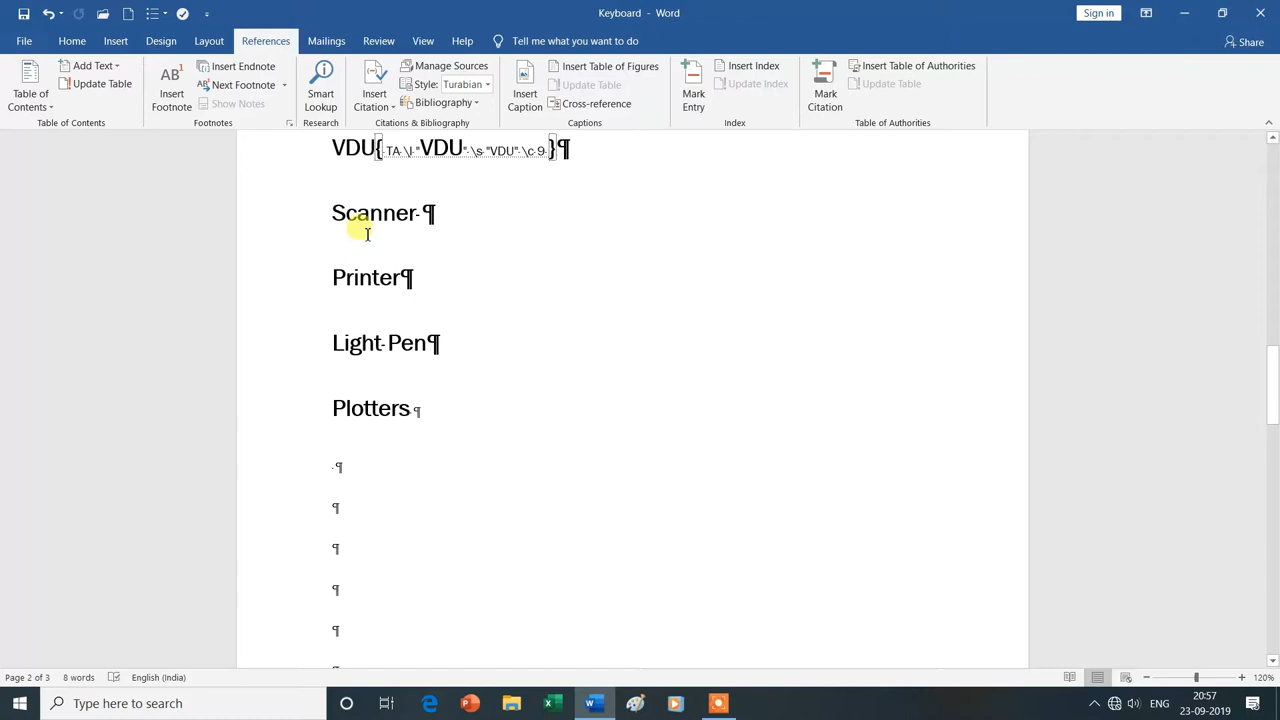 Keyboard - Word
Sign in
File Home Insert Design Layout References Mailings Review View Help Tell me what you want to do Share
Table of Contents
Add Text
Update Table
Table of Contents
AB1
Insert Footnote
Insert Endnote
Next Footnote
Show Notes
Footnotes
Smart Lookup
Research
Insert Citation
Manage Sources
Style: Turabian
Bibliography
Citations & Bibliography
Insert Caption
Insert Table of Figures
Update Table
Cross-reference
Captions
Mark Entry
Insert Index
Update Index
Index
Mark Citation
Insert Table of Authorities
Update Table
Table of Authorities
VDU{·TA·\l·"VDU"·\s·"VDU"·\c·9·}¶
Scanner·¶
Printer¶
Light·Pen¶
Plotters·¶
·¶
¶
¶
¶
¶
Page 2 of 3 8 words English (India) 120%
Type here to search
ENG
20:57
23-09-2019